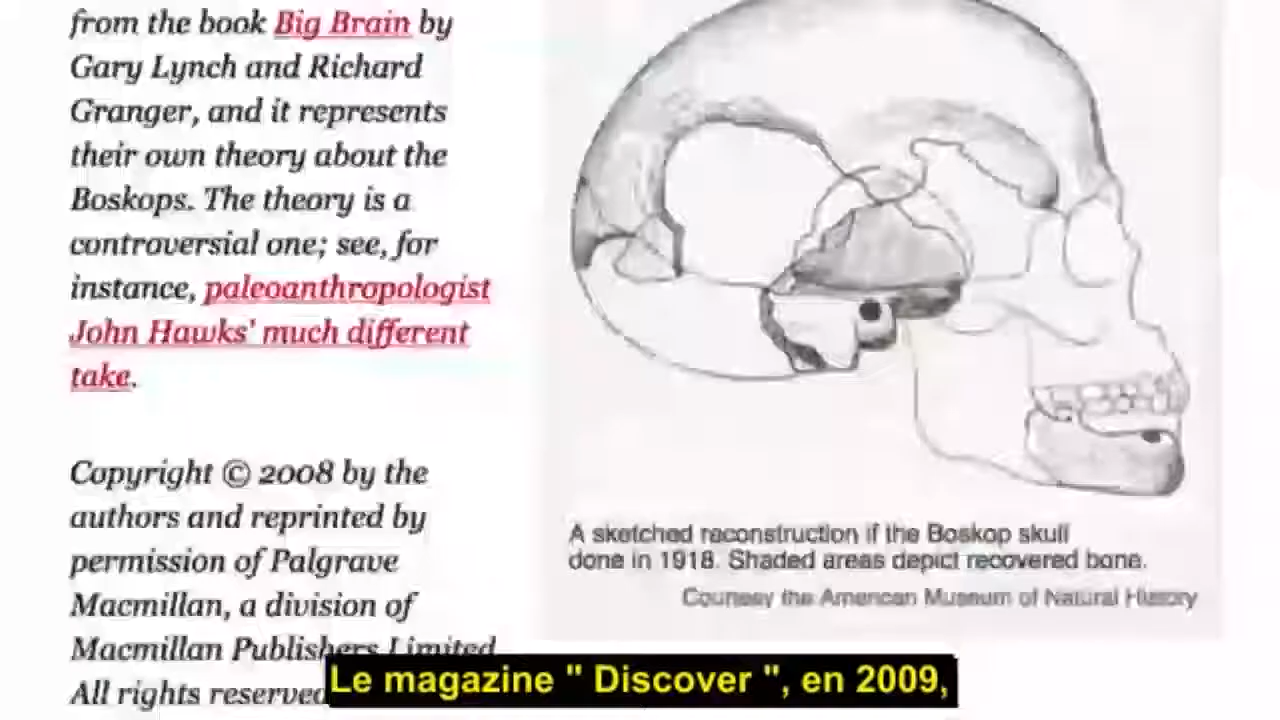 from the book Big Brain by
Gary Lynch and Richard
Granger, and it represents
their own theory about the
Boskops. The theory is a
controversial one; see, for
instance, paleoanthropologist
John Hawks' much different
take.
Copyright © 2008 by the
authors and reprinted by
permission of Palgrave
Macmillan, a division of
Macmillan Publishers Limited.
All rights reserved
A sketched reconstruction if the Boskop skull
done in 1918. Shaded areas depict recovered bone.
Courtesy the American Museum of Natural History
Le magazine " Discover ", en 2009,